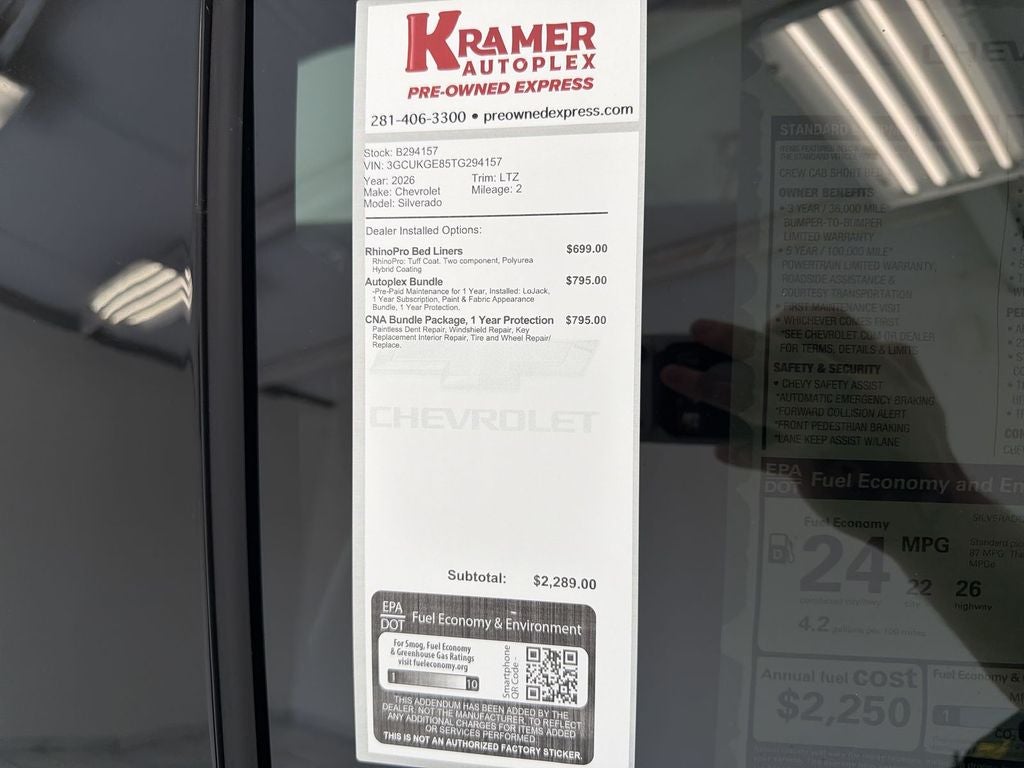 KRAMER
AUTOPLEX
PRE-OWNED EXPRESS
281-406-3300 • preownedexpress.com
Stock: B294157
VIN: 3GCUKGE85TG294157
Year: 2026 Trim: LTZ
Make: Chevrolet Mileage: 2
Model: Silverado
Dealer Installed Options:
RhinoPro Bed Liners $699.00
RhinoPro: Tuff Coat. Two component, Polyurea
Hybrid Coating
Autoplex Bundle $795.00
-Pre-Paid Maintenance for 1 Year, Installed: LoJack,
1 Year Subscription, Paint & Fabric Appearance
Bundle, 1 Year Protection.
CNA Bundle Package, 1 Year Protection $795.00
Paintless Dent Repair, Windshield Repair, Key
Replacement Interior Repair, Tire and Wheel Repair/
Replace.
CHEVROLET
Subtotal: $2,289.00
EPA
DOT Fuel Economy & Environment
For Smog, Fuel Economy
& Greenhouse Gas Ratings
visit fueleconomy.org
1 10
Smartphone
QR Code -
THIS ADDENDUM HAS BEEN ADDED BY THE
DEALER, NOT THE MANUFACTURER, TO REFLECT
ANY ADDITIONAL CHARGES FOR ITEMS ADDED
OR SERVICES PERFORMED
THIS IS NOT AN AUTHORIZED FACTORY STICKER.
CREW CAB SHORT BED
OWNER BENEFITS
• 3 YEAR / 36,000 MILE*
BUMPER-TO-BUMPER
LIMITED WARRANTY
• 5 YEAR / 100,000 MILE*
POWERTRAIN LIMITED WARRANTY,
ROADSIDE ASSISTANCE &
COURTESY TRANSPORTATION
• FIRST MAINTENANCE VISIT
* WHICHEVER COMES FIRST
*SEE CHEVROLET.COM OR DEALER
FOR TERMS, DETAILS & LIMITS
SAFETY & SECURITY
• CHEVY SAFETY ASSIST
*AUTOMATIC EMERGENCY BRAKING
*FORWARD COLLISION ALERT
*FRONT PEDESTRIAN BRAKING
*LANE KEEP ASSIST W/LANE
EPA
DOT Fuel Economy and En
Fuel Economy
24 MPG
22 26
combined city/hwy city highway
4.2 gallons per 100 miles
Annual fuel cost
$2,250
Fuel Economy &
1